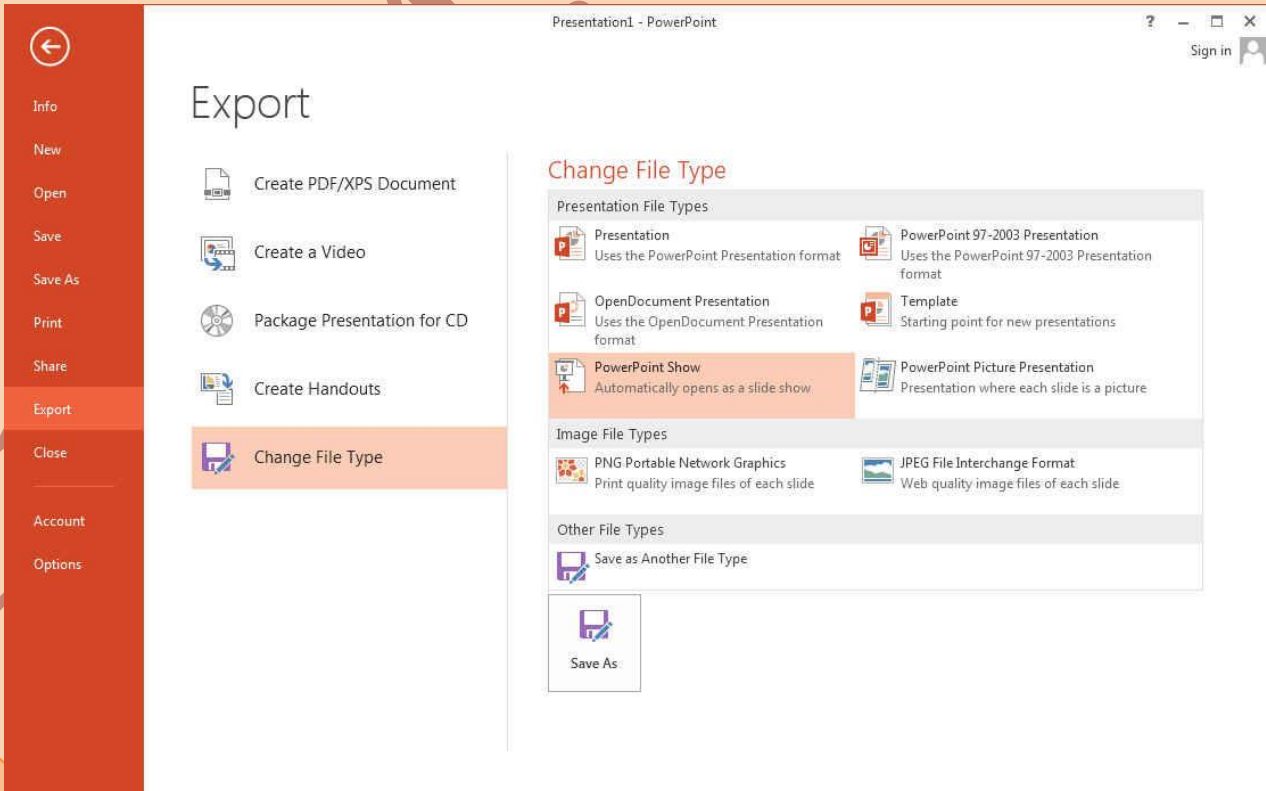 Presentation1 - PowerPoint
?
Sign in
Info
New
Open
Save
Save As
Print
Share
Export
Close
Account
Options
Export
Create PDF/XPS Document
Create a Video
Package Presentation for CD
Create Handouts
Change File Type
Change File Type
Presentation File Types
Presentation
Uses the PowerPoint Presentation format
PowerPoint 97-2003 Presentation
Uses the PowerPoint 97-2003 Presentation
format
OpenDocument Presentation
Uses the OpenDocument Presentation
format
Template
Starting point for new presentations
PowerPoint Show
Automatically opens as a slide show
PowerPoint Picture Presentation
Presentation where each slide is a picture
Image File Types
PNG Portable Network Graphics
Print quality image files of each slide
JPEG File Interchange Format
Web quality image files of each slide
Other File Types
Save as Another File Type
Save As